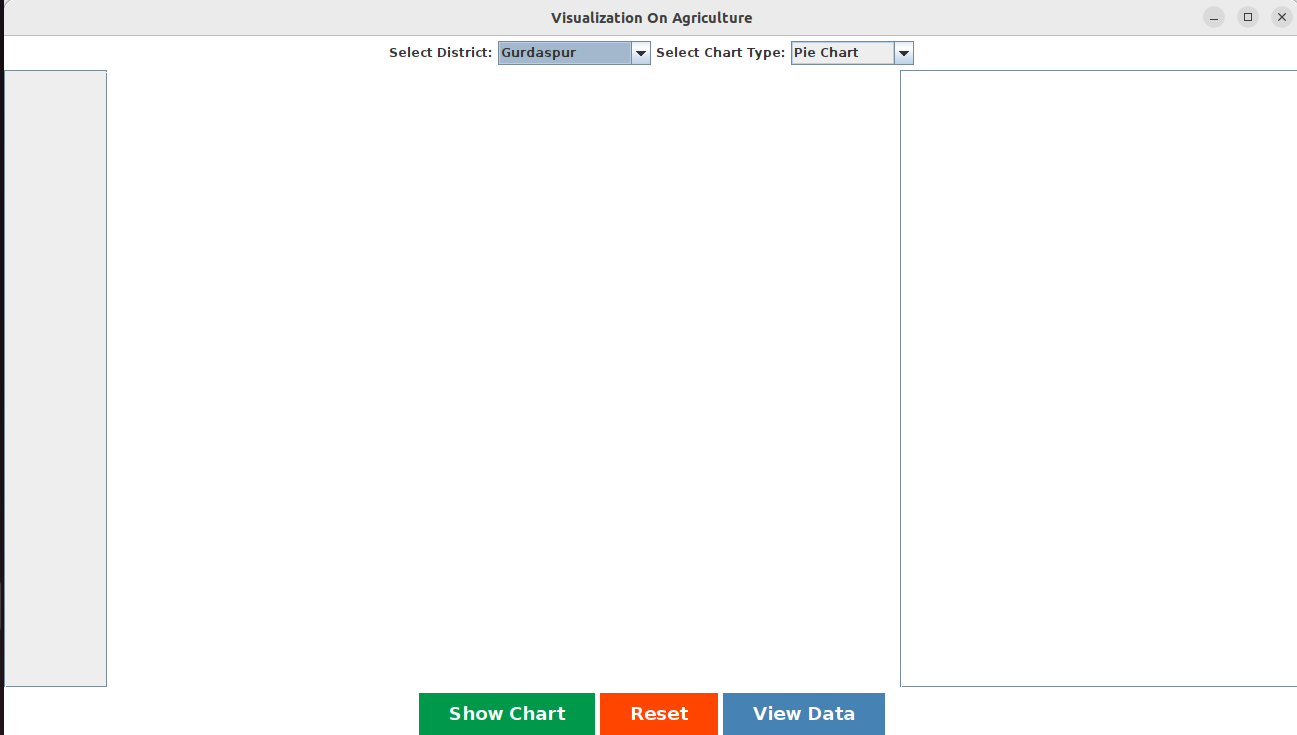 Visualization On Agriculture
Select District: Gurdaspur Select Chart Type: Pie Chart
Show Chart Reset View Data